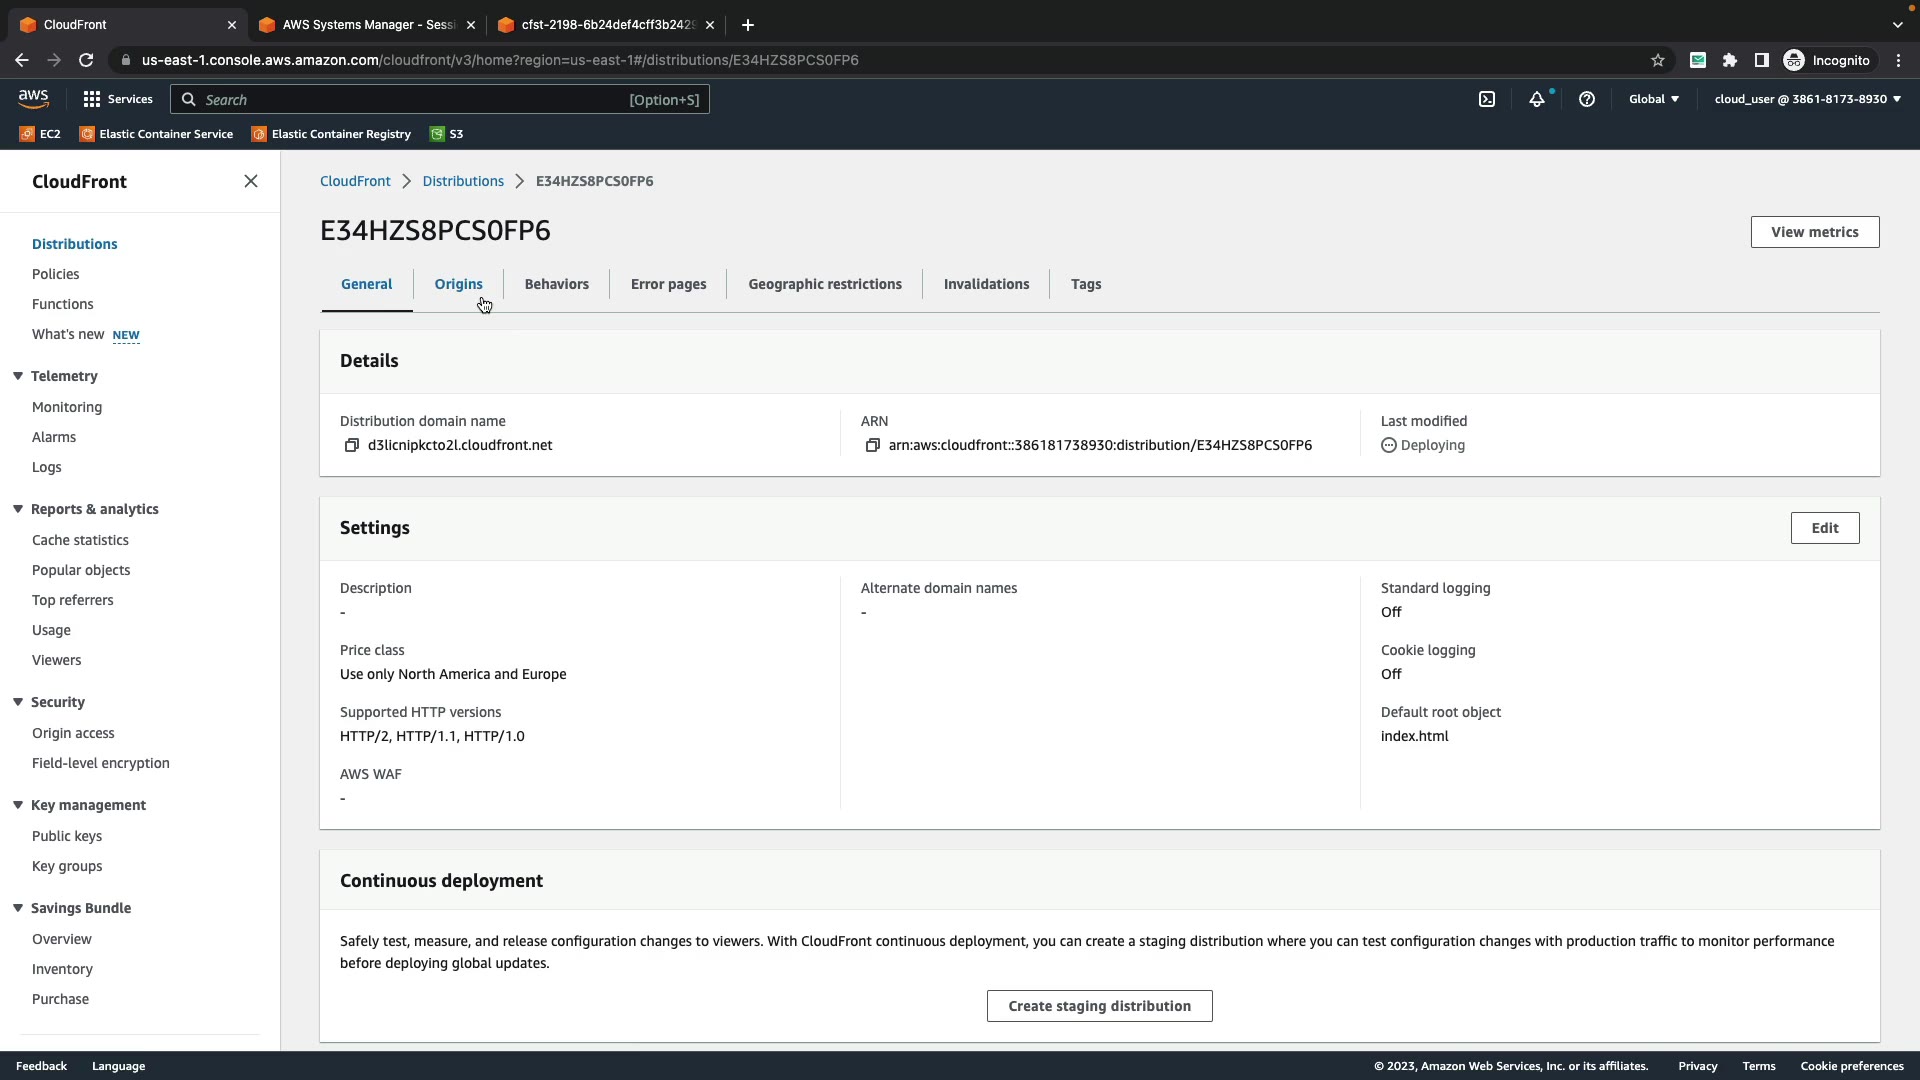 CloudFront
AWS Systems Manager - Sessi
cfst-2198-6b24def4cff3b2429
us-east-1.console.aws.amazon.com/cloudfront/v3/home?region=us-east-1#/distributions/E34HZS8PCS0FP6
Incognito
aws
Services
Search
[Option+S]
Global
cloud_user @ 3861-8173-8930
EC2
Elastic Container Service
Elastic Container Registry
S3
CloudFront
Distributions
Policies
Functions
What's new NEW
Telemetry
Monitoring
Alarms
Logs
Reports & analytics
Cache statistics
Popular objects
Top referrers
Usage
Viewers
Security
Origin access
Field-level encryption
Key management
Public keys
Key groups
Savings Bundle
Overview
Inventory
Purchase
CloudFront > Distributions > E34HZS8PCS0FP6
E34HZS8PCS0FP6
View metrics
General
Origins
Behaviors
Error pages
Geographic restrictions
Invalidations
Tags
Details
Distribution domain name
d3licnipkcto2l.cloudfront.net
ARN
arn:aws:cloudfront::386181738930:distribution/E34HZS8PCS0FP6
Last modified
Deploying
Settings
Edit
Description
-
Price class
Use only North America and Europe
Supported HTTP versions
HTTP/2, HTTP/1.1, HTTP/1.0
AWS WAF
-
Alternate domain names
-
Standard logging
Off
Cookie logging
Off
Default root object
index.html
Continuous deployment
Safely test, measure, and release configuration changes to viewers. With CloudFront continuous deployment, you can create a staging distribution where you can test configuration changes with production traffic to monitor performance
before deploying global updates.
Create staging distribution
Feedback
Language
© 2023, Amazon Web Services, Inc. or its affiliates.
Privacy
Terms
Cookie preferences